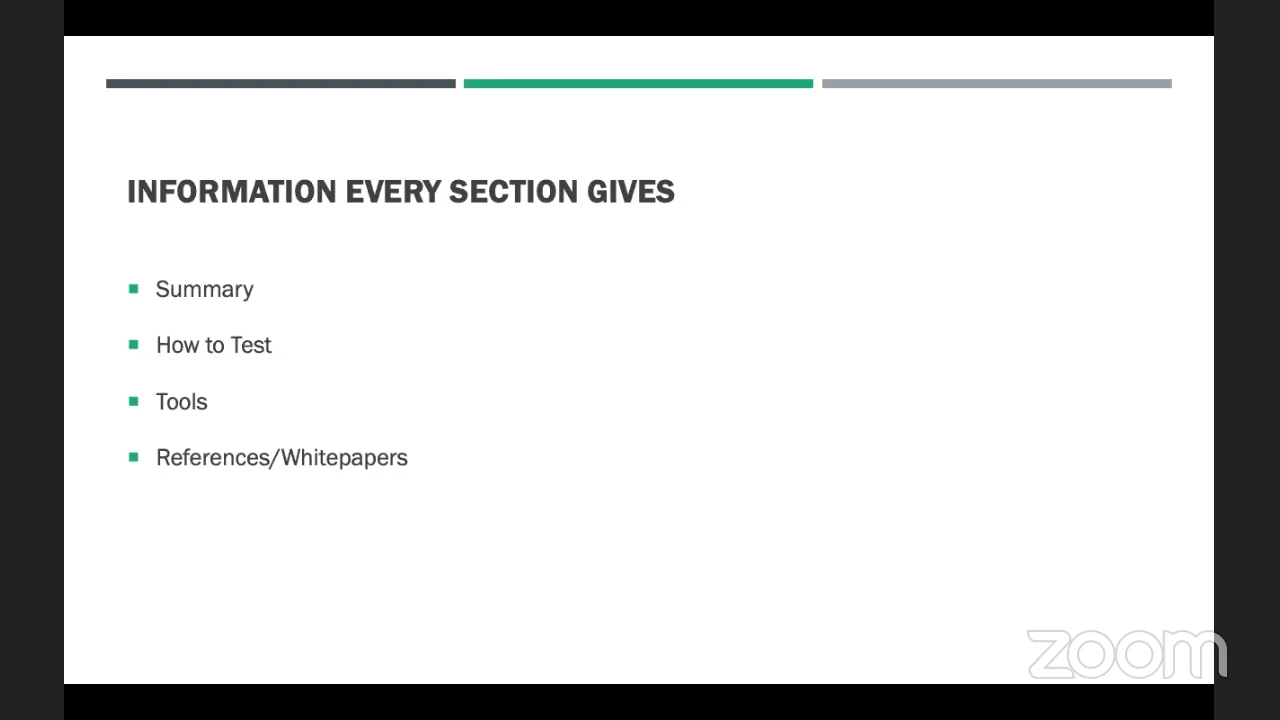 INFORMATION EVERY SECTION GIVES
Summary
How to Test
Tools
References/Whitepapers
zoom